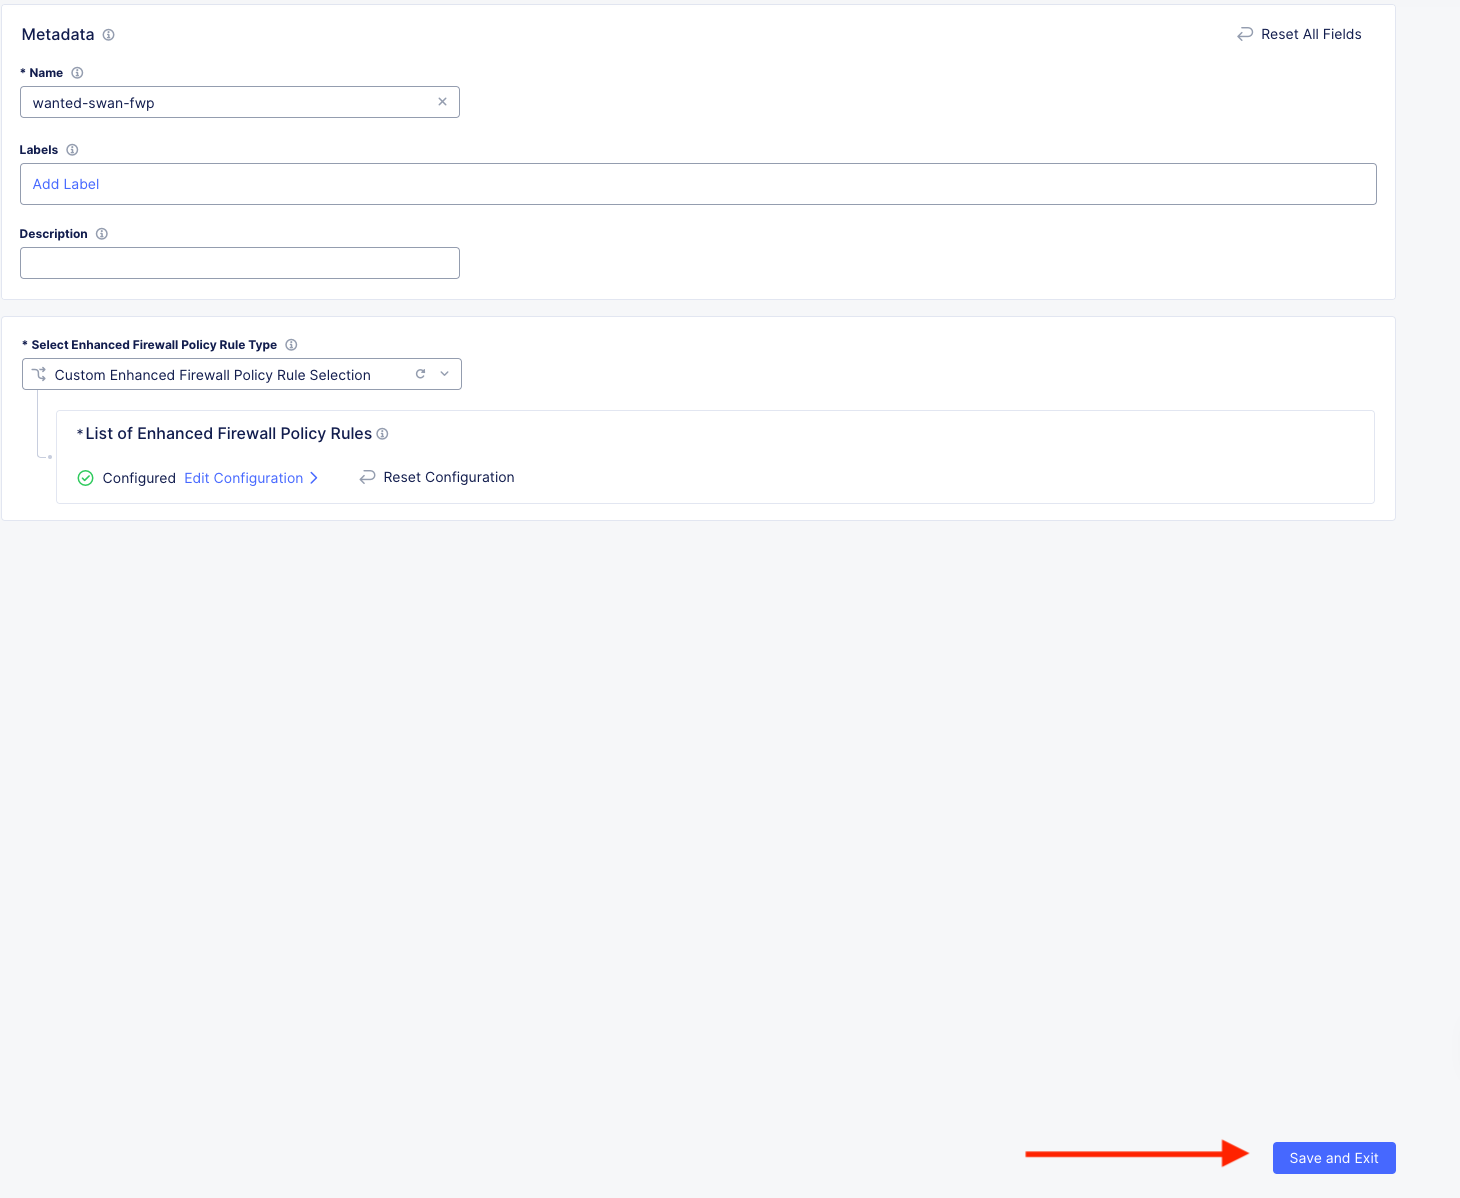 Metadata
Reset All Fields
* Name
wanted-swan-fwp
Labels
Add Label
Description
* Select Enhanced Firewall Policy Rule Type
Custom Enhanced Firewall Policy Rule Selection
* List of Enhanced Firewall Policy Rules
Configured Edit Configuration Reset Configuration
Save and Exit